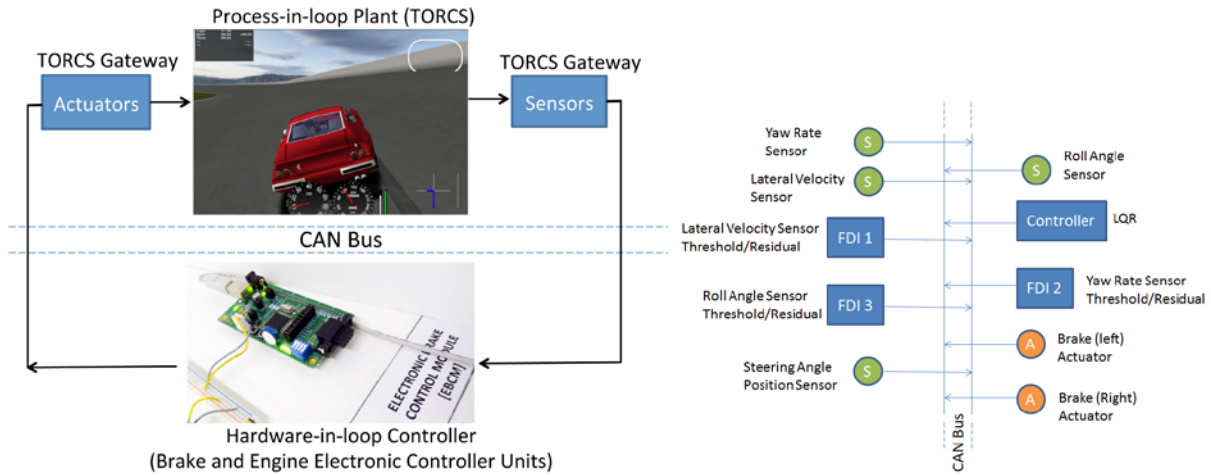 Process-in-loop Plant (TORCS)
TORCS Gateway
TORCS Gateway
Actuators
Sensors
CAN Bus
ELECTRONIC BRAKE
CONTROL MODULE
[EBCM]
Hardware-in-loop Controller
(Brake and Engine Electronic Controller Units)
Yaw Rate
Sensor
S
S
Roll Angle
Sensor
Lateral Velocity
Sensor
S
Controller
LQR
Lateral Velocity Sensor
Threshold/Residual
FDI 1
FDI 2
Yaw Rate Sensor
Threshold/Residual
Roll Angle Sensor
Threshold/Residual
FDI 3
A
Brake (left)
Actuator
Steering Angle
Position Sensor
S
A
Brake (Right)
Actuator
CAN Bus